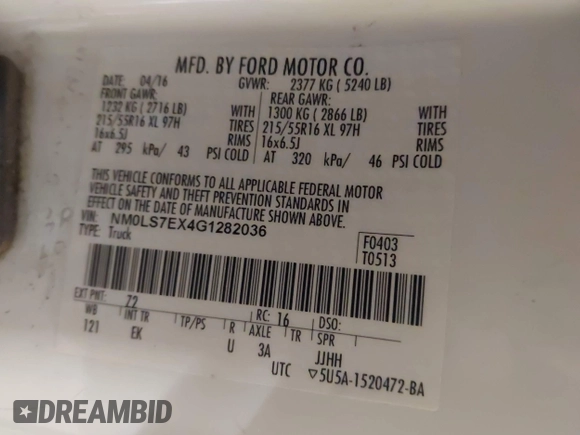 MFD. BY FORD MOTOR CO.
DATE: 04/16 GVWR: 2377 KG ( 5240 LB)
FRONT GAWR: REAR GAWR:
1232 KG ( 2716 LB) WITH 1300 KG ( 2866 LB) WITH
215/55R16 XL 97H TIRES 215/55R16 XL 97H TIRES
16x6.5J RIMS 16x6.5J RIMS
AT 295 kPa/ 43 PSI COLD AT 320 kPa/ 46 PSI COLD
THIS VEHICLE CONFORMS TO ALL APPLICABLE FEDERAL MOTOR
VEHICLE SAFETY AND THEFT PREVENTION STANDARDS IN
EFFECT ON THE DATE OF MANUFACTURE SHOWN ABOVE.
VIN: NM0LS7EX4G1282036
TYPE: Truck
F0403
T0513
EXT PNT: Z2 RC: 16 DSO:
WB INT TR TP/PS R AXLE TR SPR
121 EK U 3A JJHH
UTC ▽5U5A-1520472-BA
DREAMBID